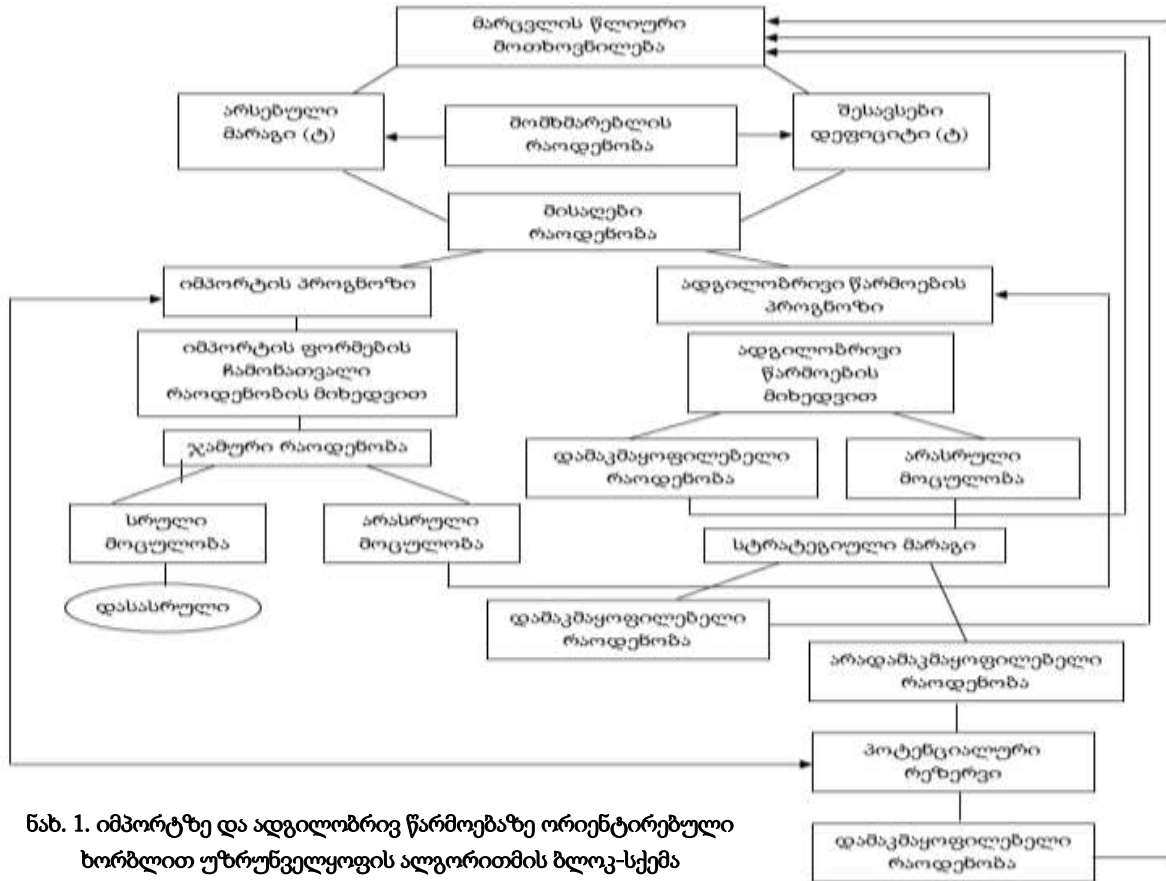 მარცვლის წლიური
მოთხოვნილება
არსებული
მარაგი (ტ)
მომხმარებლის
რაოდენობა
შესავსები
დეფიციტი (ტ)
მისაღები
რაოდენობა
იმპორტის პროგნოზი
ადგილობრივი წარმოების
პროგნოზი
იმპორტის ფორმების
ჩამონათვალი
რაოდენობის მიხედვით
ადგილობრივი
წარმოების
მიხედვით
ჯამური რაოდენობა
დამაკმაყოფილებელი
რაოდენობა
არასრული
მოცულობა
სრული
მოცულობა
არასრული
მოცულობა
სტრატეგიული მარაგი
დასასრული
დამაკმაყოფილებელი
რაოდენობა
არადამაკმაყოფილებელი
რაოდენობა
პოტენციალური
რეზერვი
დამაკმაყოფილებელი
რაოდენობა
ნახ. 1. იმპორტზე და ადგილობრივ წარმოებაზე ორიენტირებული
ხორბლით უზრუნველყოფის ალგორითმის ბლოკ-სქემა